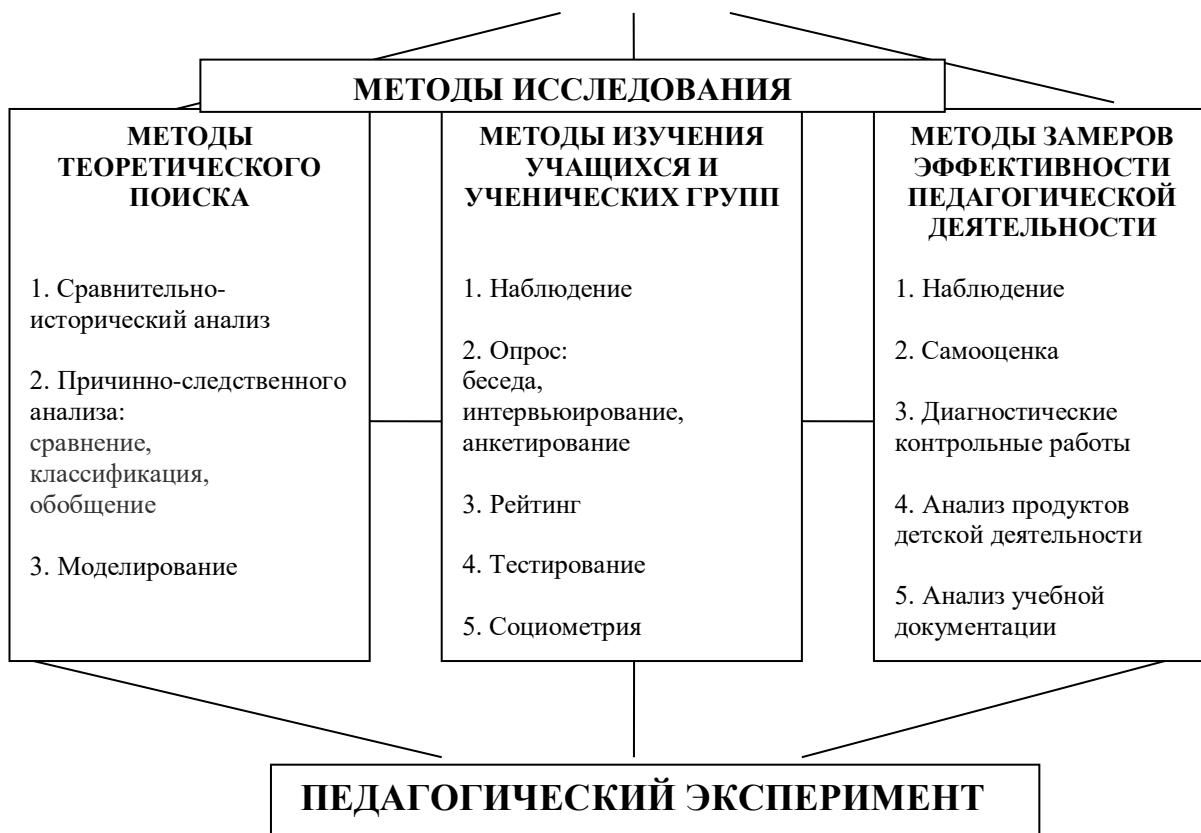 МЕТОДЫ ИССЛЕДОВАНИЯ
МЕТОДЫ
ТЕОРЕТИЧЕСКОГО
ПОИСКА
1. Сравнительно-
исторический анализ
2. Причинно-следственного
анализа:
сравнение,
классификация,
обобщение
3. Моделирование
МЕТОДЫ ИЗУЧЕНИЯ
УЧАЩИХСЯ И
УЧЕНИЧЕСКИХ ГРУПП
1. Наблюдение
2. Опрос:
беседа,
интервьюирование,
анкетирование
3. Рейтинг
4. Тестирование
5. Социометрия
МЕТОДЫ ЗАМЕРОВ
ЭФФЕКТИВНОСТИ
ПЕДАГОГИЧЕСКОЙ
ДЕЯТЕЛЬНОСТИ
1. Наблюдение
2. Самооценка
3. Диагностические
контрольные работы
4. Анализ продуктов
детской деятельности
5. Анализ учебной
документации
ПЕДАГОГИЧЕСКИЙ ЭКСПЕРИМЕНТ